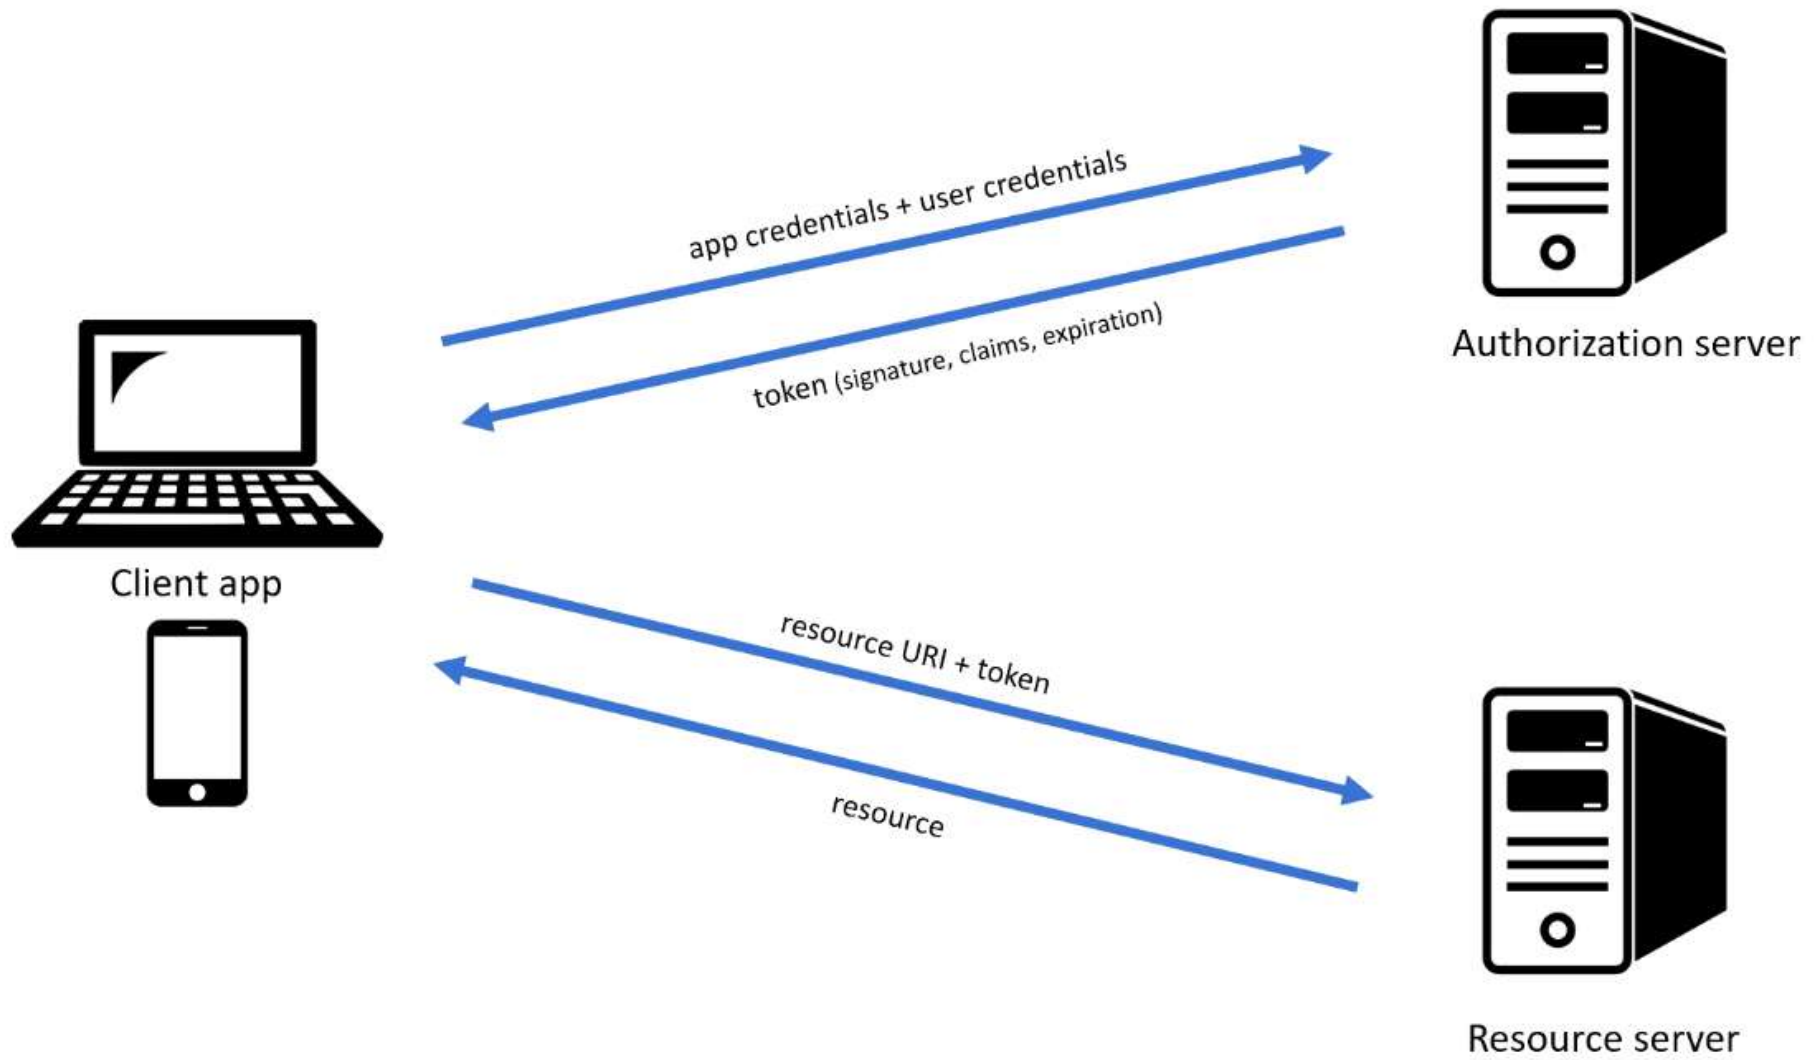 app credentials + user credentials
Authorization server
token (signature, claims, expiration)
Client app
resource URI + token
resource
Resource server